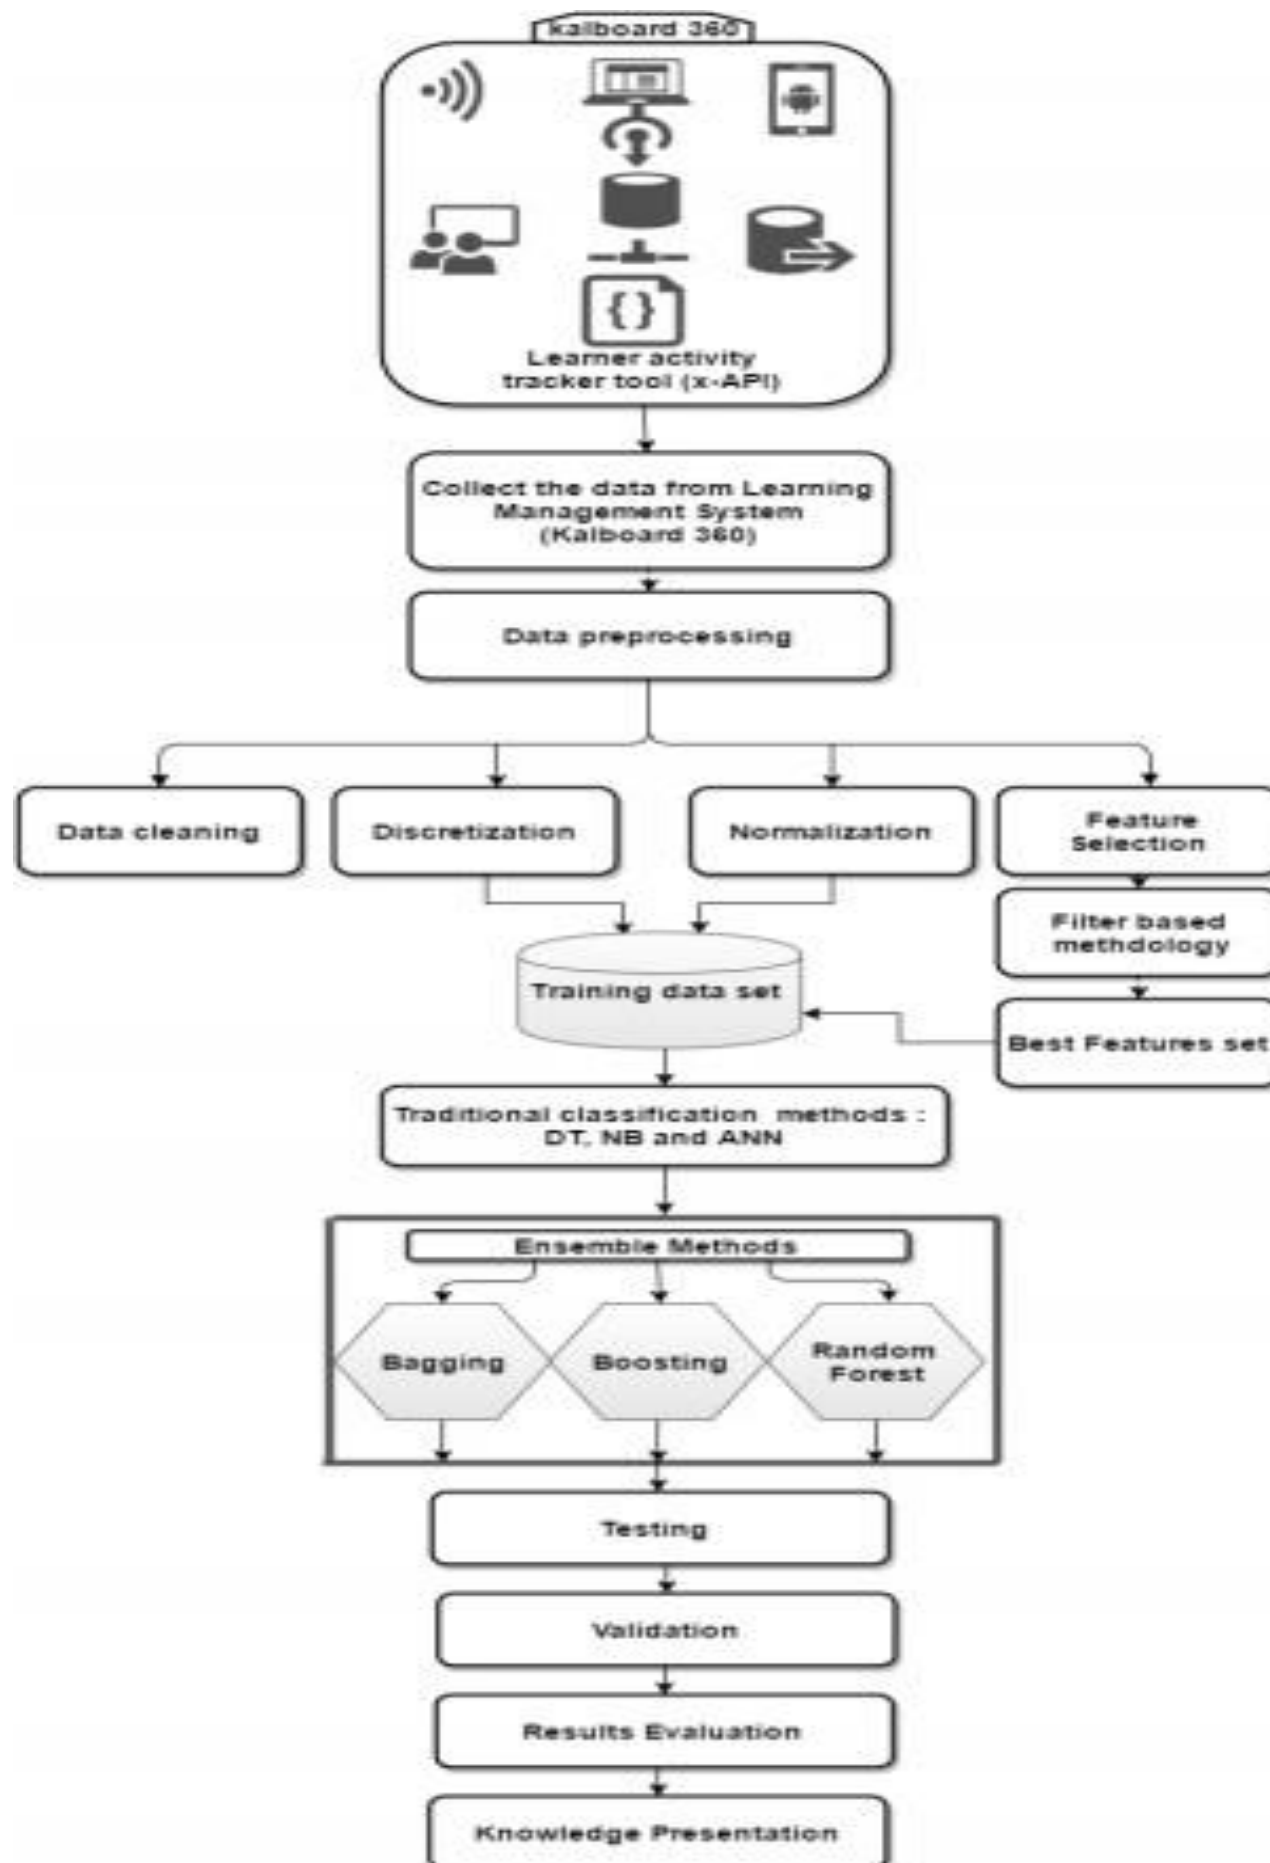 kalboard 360
{}
Learner activity
tracker tool (x-API)
Collect the data from Learning
Management System
(Kalboard 360)
Data preprocessing
Data cleaning
Discretization
Normalization
Feature
Selection
Filter based
methdology
Training data set
Best Features set
Traditional classification methods :
DT, NB and ANN
Ensemble Methods
Bagging
Boosting
Random
Forest
Testing
Validation
Results Evaluation
Knowledge Presentation